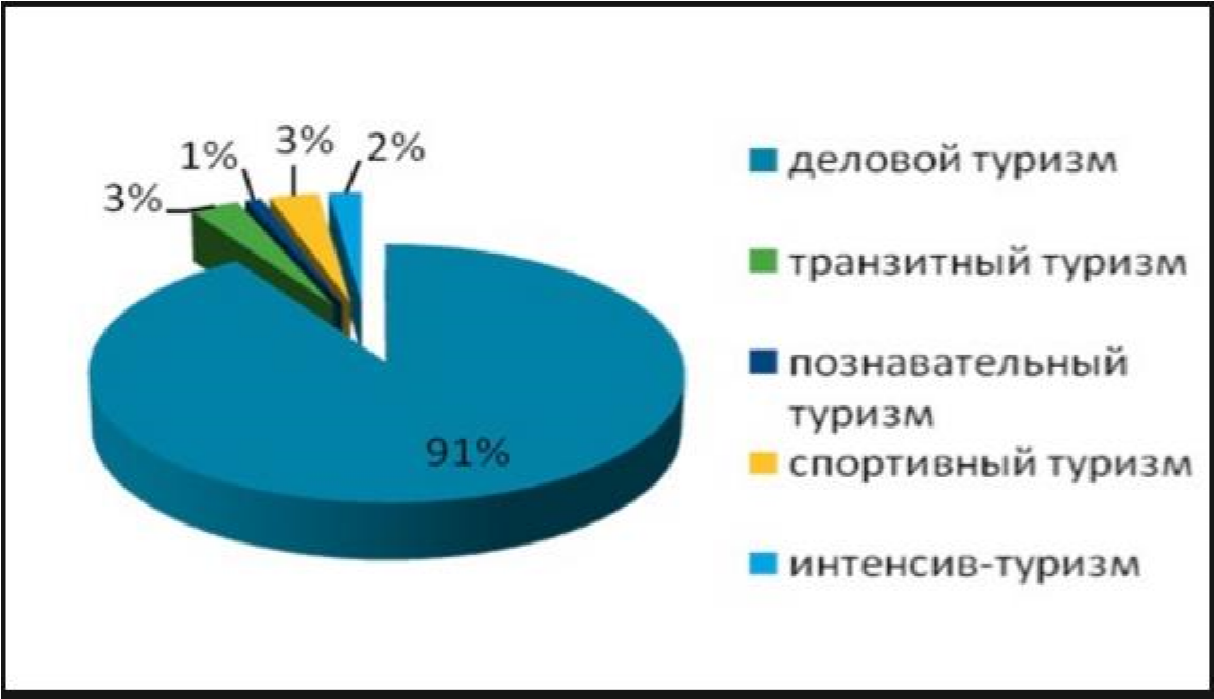 3%
1%
3%
2%
91%
деловой туризм
транзитный туризм
познавательный
туризм
спортивный туризм
интенсив-туризм